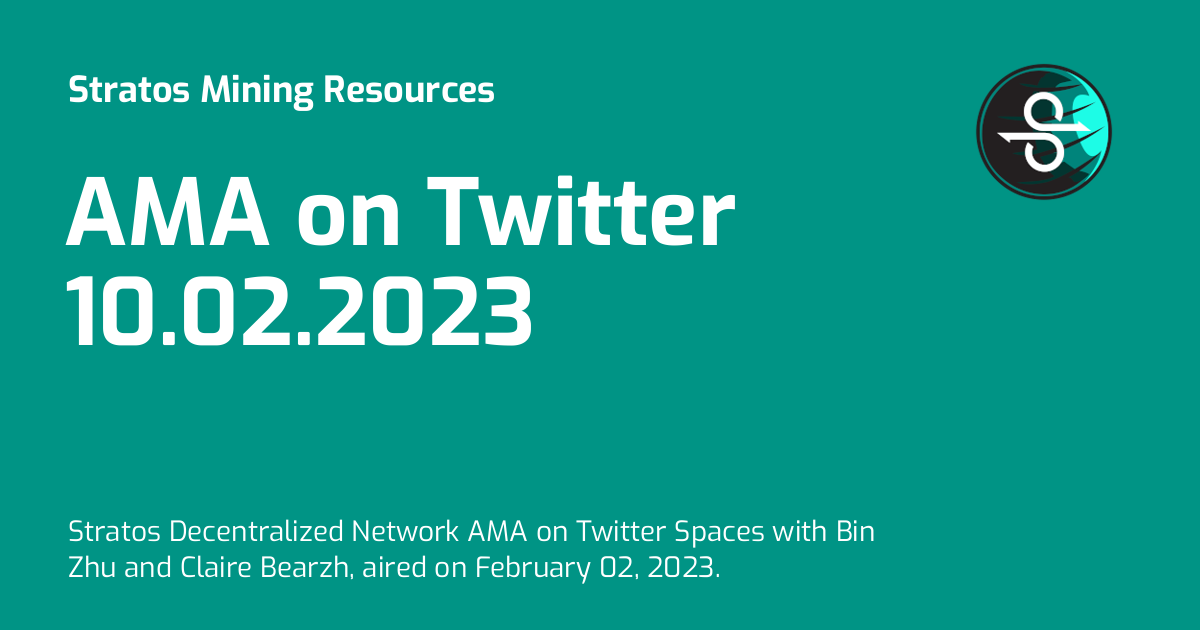 Stratos Mining Resources
AMA on Twitter
10.02.2023
Stratos Decentralized Network AMA on Twitter Spaces with Bin
Zhu and Claire Bearzh, aired on February 02, 2023.